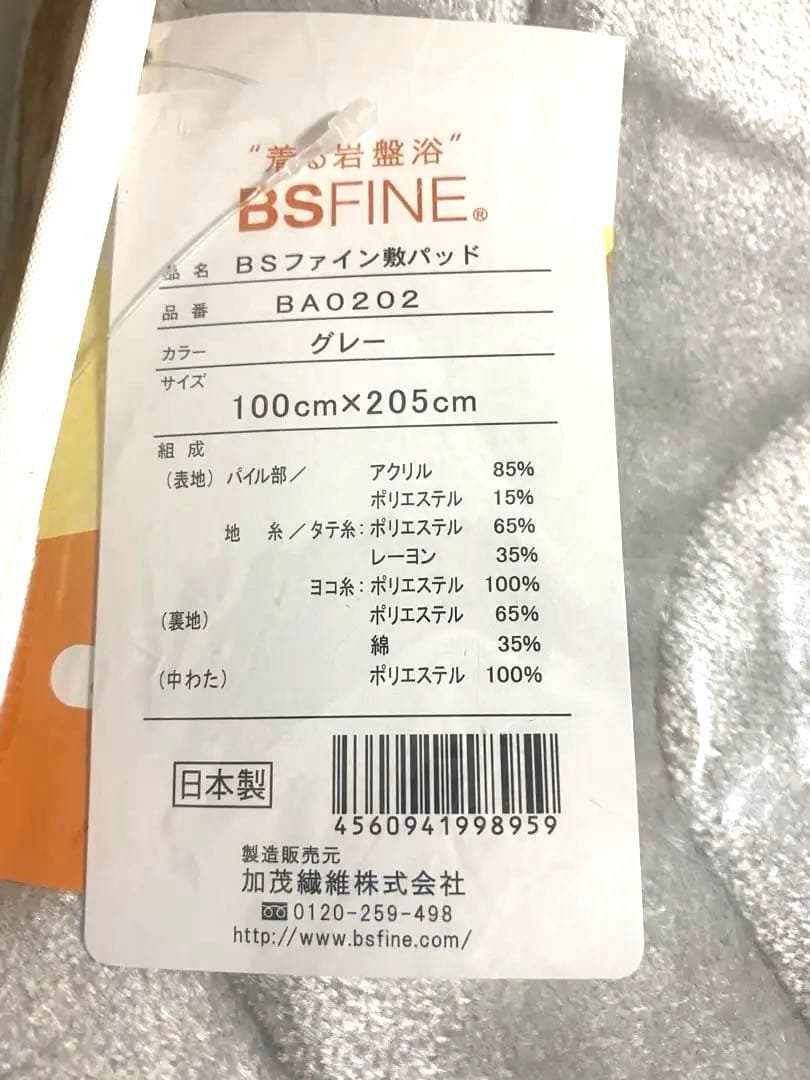 “着る岩盤浴”
BSFINE®
品名 BSファイン敷パッド
品番 BA0202
カラー グレー
サイズ
100cm×205cm
組成
(表地) パイル部/ アクリル 85%
ポリエステル 15%
地糸/タテ糸:ポリエステル 65%
レーヨン 35%
ヨコ糸:ポリエステル 100%
(裏地) ポリエステル 65%
綿 35%
(中わた) ポリエステル 100%
日本製
4560941998959
製造販売元
加茂繊維株式会社
0120-259-498
http://www.bsfine.com/